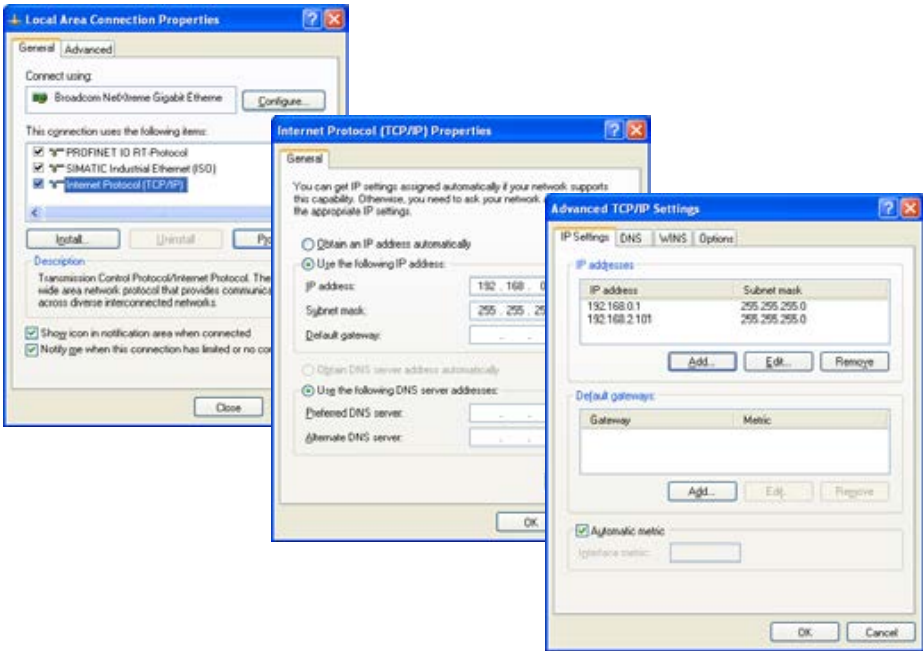 Local Area Connection Properties
General Advanced
Connect using:
Broadcom NetXtreme Gigabit Etherne
Configure...
This connection uses the following items:
PROFINET IO RT-Protocol
SIMATIC Industrial Ethernet (ISO)
Internet Protocol (TCP/IP)
Install... Uninstall
Description
Transmission Control Protocol/Internet Protocol. The
wide area network protocol that provides communica
across diverse interconnected networks.
Show icon in notification area when connected
Notify me when this connection has limited or no co
Close
Internet Protocol (TCP/IP) Properties
General
You can get IP settings assigned automatically if your network supports
this capability. Otherwise, you need to ask your network
the appropriate IP settings.
Obtain an IP address automatically
Use the following IP address:
IP address: 192 . 168 .
Subnet mask: 255 . 255 . 25
Default gateway:
Obtain DNS server address automatically
Use the following DNS server addresses:
Preferred DNS server:
Alternate DNS server:
OK
Advanced TCP/IP Settings
IP Settings DNS WINS Options
IP addresses
IP address Subnet mask
192.168.0.1 255.255.255.0
192.168.2.101 255.255.255.0
Add... Edit... Remove
Default gateways:
Gateway Metric
Add... Edit... Remove
Automatic metric
Interface metric:
OK Cancel